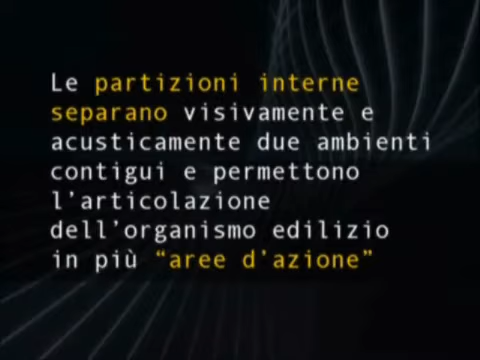 Le partizioni interne
separano visivamente e
acusticamente due ambienti
contigui e permettono
l'articolazione
dell'organismo edilizio
in più “aree d'azione”